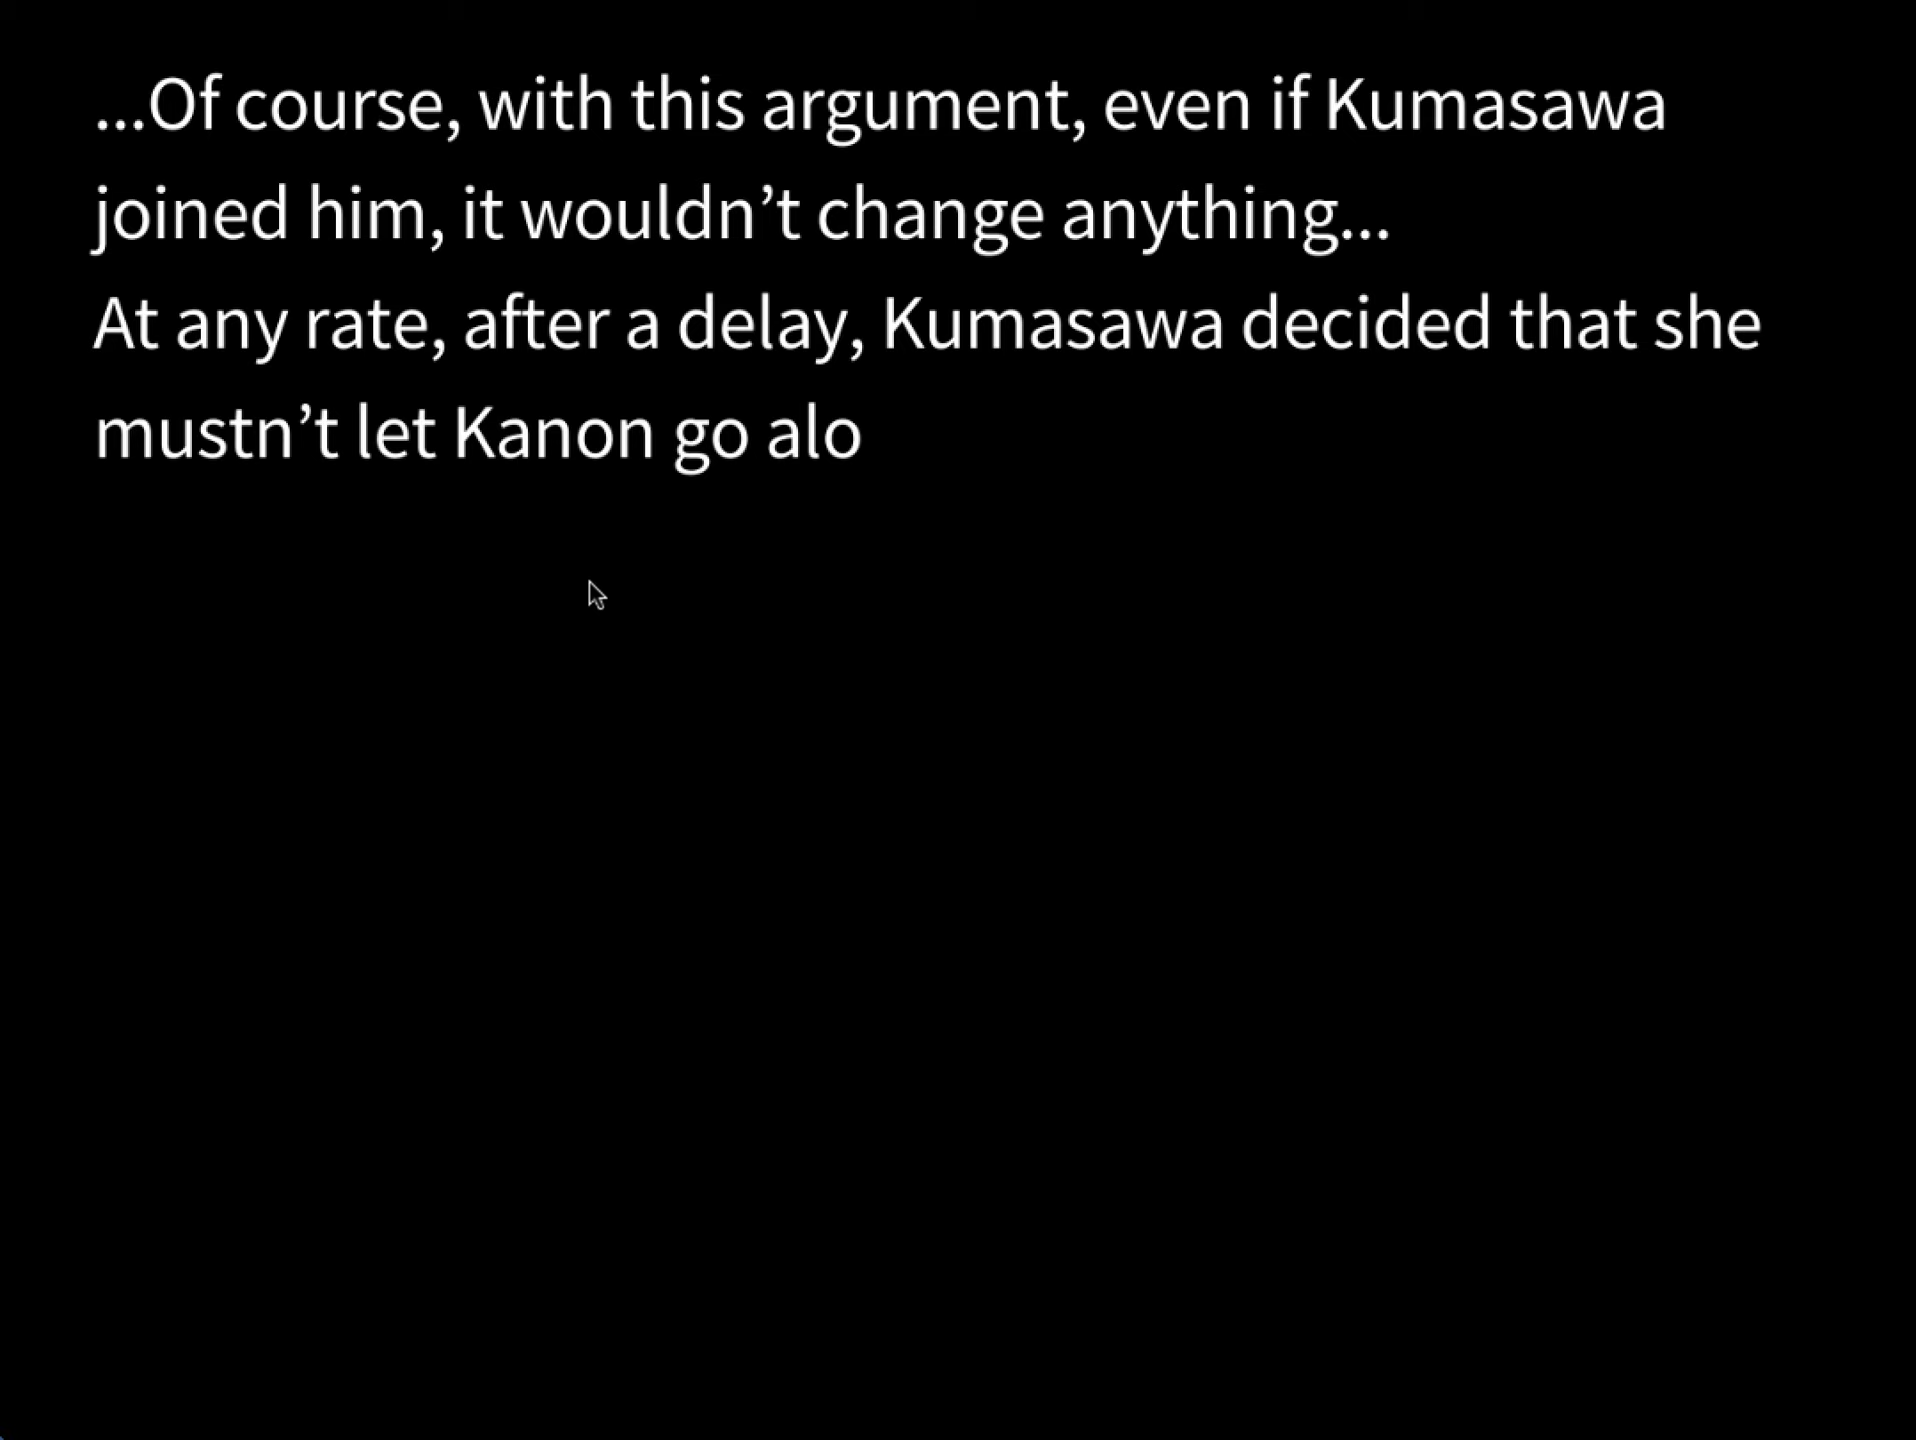 ...Of course, with this argument, even if Kumasawa
joined him, it wouldn’t change anything...
At any rate, after a delay, Kumasawa decided that she
mustn’t let Kanon go alo